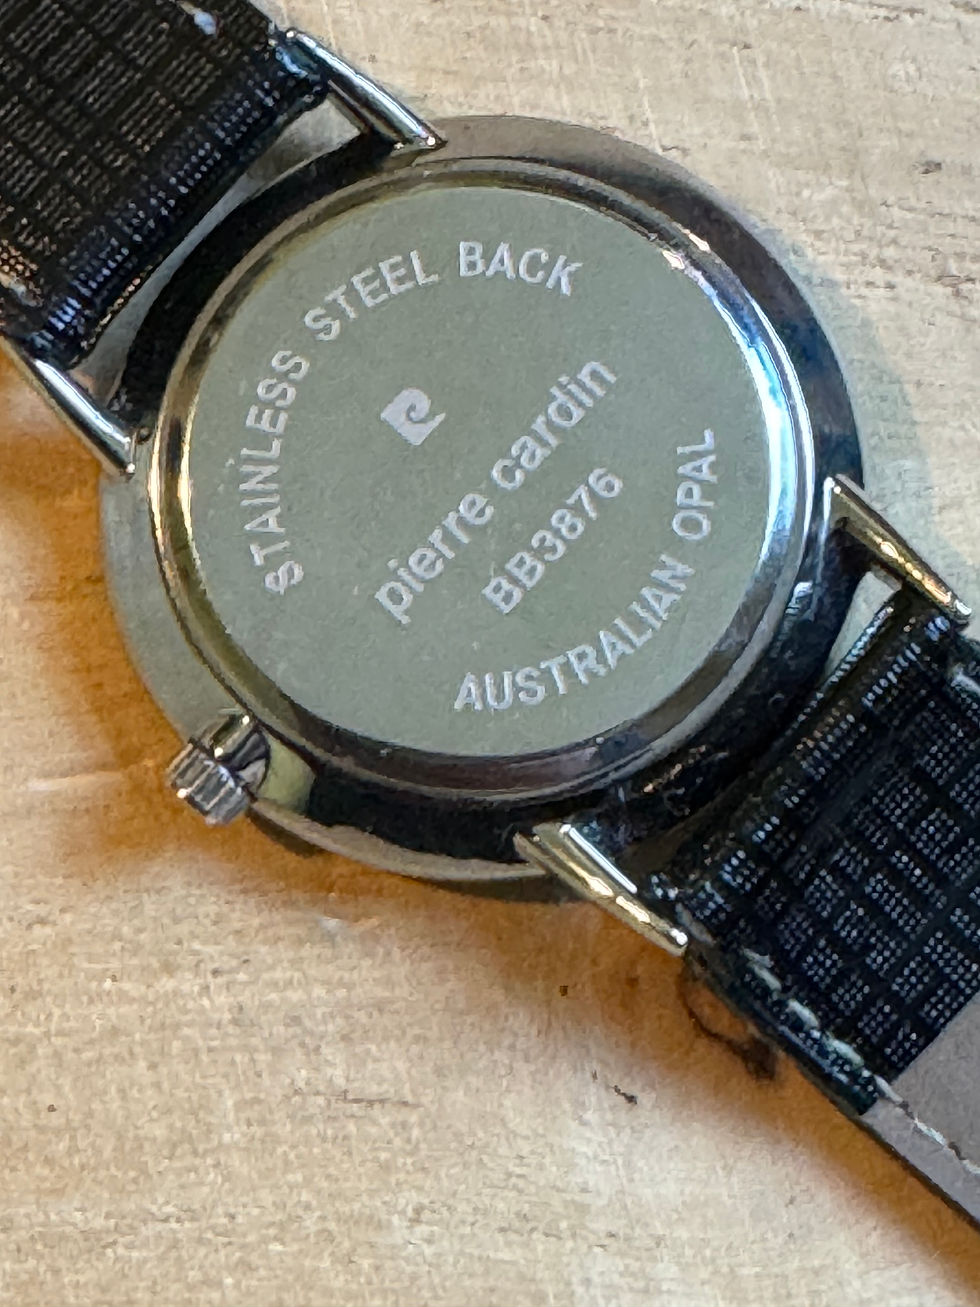 STAINLESS STEEL BACK
pierre cardin
BB3876
AUSTRALIAN OPAL